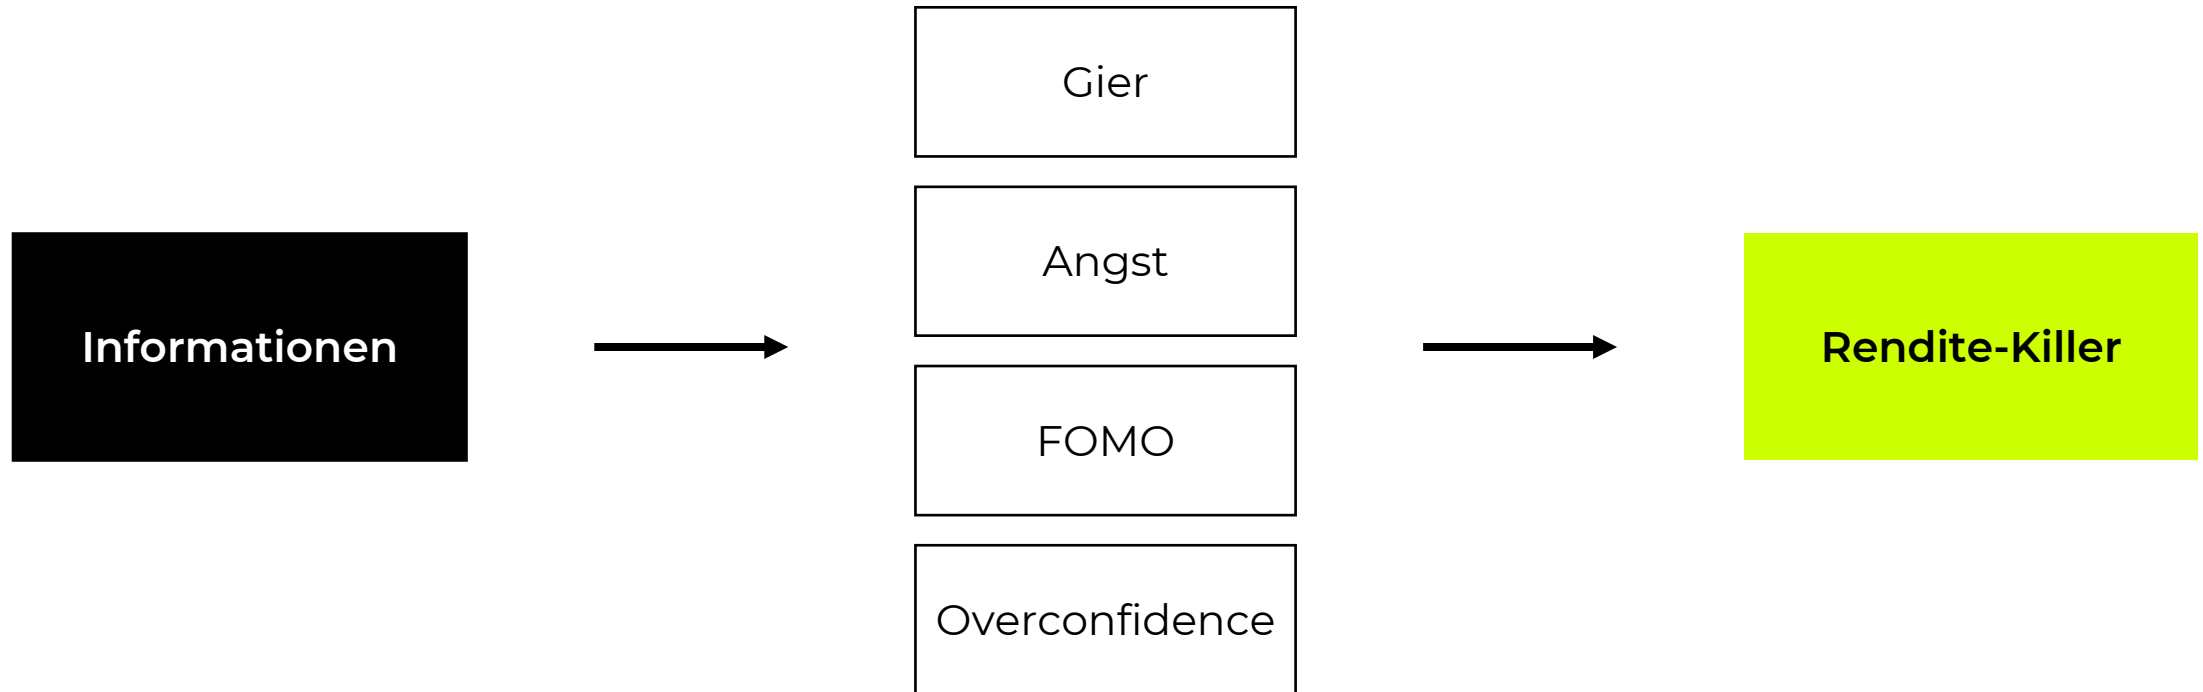 Informationen
Gier
Angst
FOMO
Overconfidence
Rendite-Killer